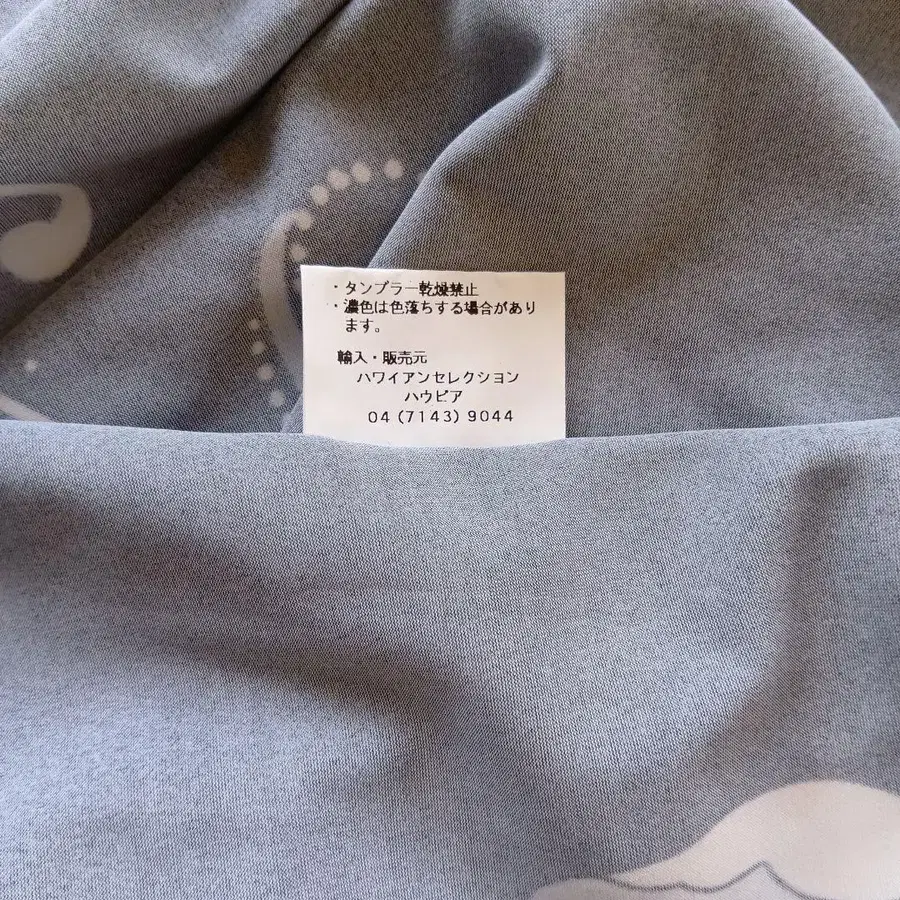 ・タンブラー乾燥禁止
・濃色は色落ちする場合があり
ます。
輸入・販売元
ハワイアンセレクション
ハウピア
04 (7143) 9044